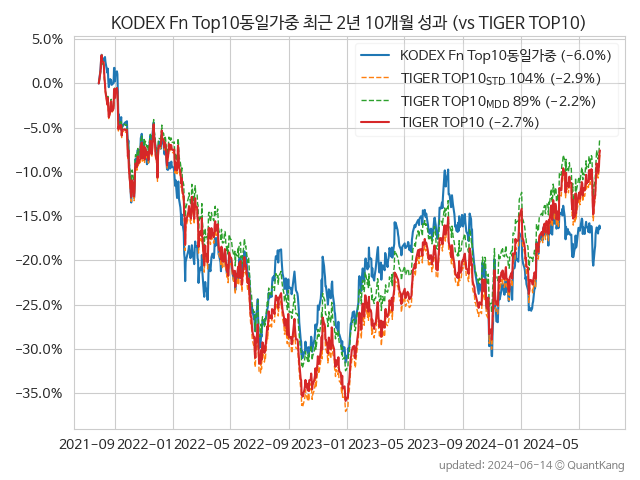 KODEX Fn Top10동일가중 최근 2년 10개월 성과 (vs TIGER TOP10)
KODEX Fn Top10동일가중 (−6.0%)
TIGER TOP10STD 104% (−2.9%)
TIGER TOP10MDD 89% (−2.2%)
TIGER TOP10 (−2.7%)
5.0%
0.0%
−5.0%
−10.0%
−15.0%
−20.0%
−25.0%
−30.0%
−35.0%
2021-09 2022-01 2022-05 2022-09 2023-01 2023-05 2023-09 2024-01 2024-05
updated: 2024-06-14 © QuantKang